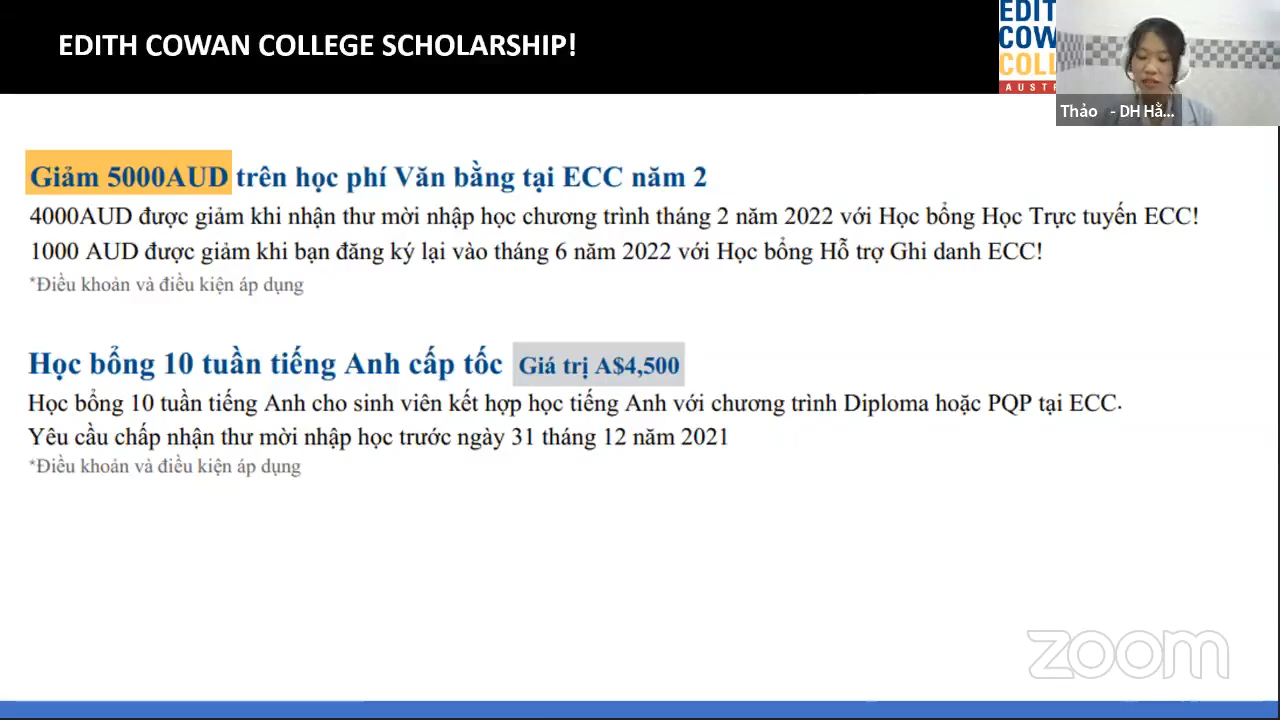 EDITH COWAN COLLEGE SCHOLARSHIP!
EDIT
COW
COLL
AUST
Thảo - DH Hằ...
Giảm 5000AUD trên học phí Văn bằng tại ECC năm 2
4000AUD được giảm khi nhận thư mời nhập học chương trình tháng 2 năm 2022 với Học bổng Học Trực tuyến ECC!
1000 AUD được giảm khi bạn đăng ký lại vào tháng 6 năm 2022 với Học bổng Hỗ trợ Ghi danh ECC!
*Điều khoản và điều kiện áp dụng
Học bổng 10 tuần tiếng Anh cấp tốc Giá trị A$4,500
Học bổng 10 tuần tiếng Anh cho sinh viên kết hợp học tiếng Anh với chương trình Diploma hoặc PQP tại ECC.
Yêu cầu chấp nhận thư mời nhập học trước ngày 31 tháng 12 năm 2021
*Điều khoản và điều kiện áp dụng
zoom